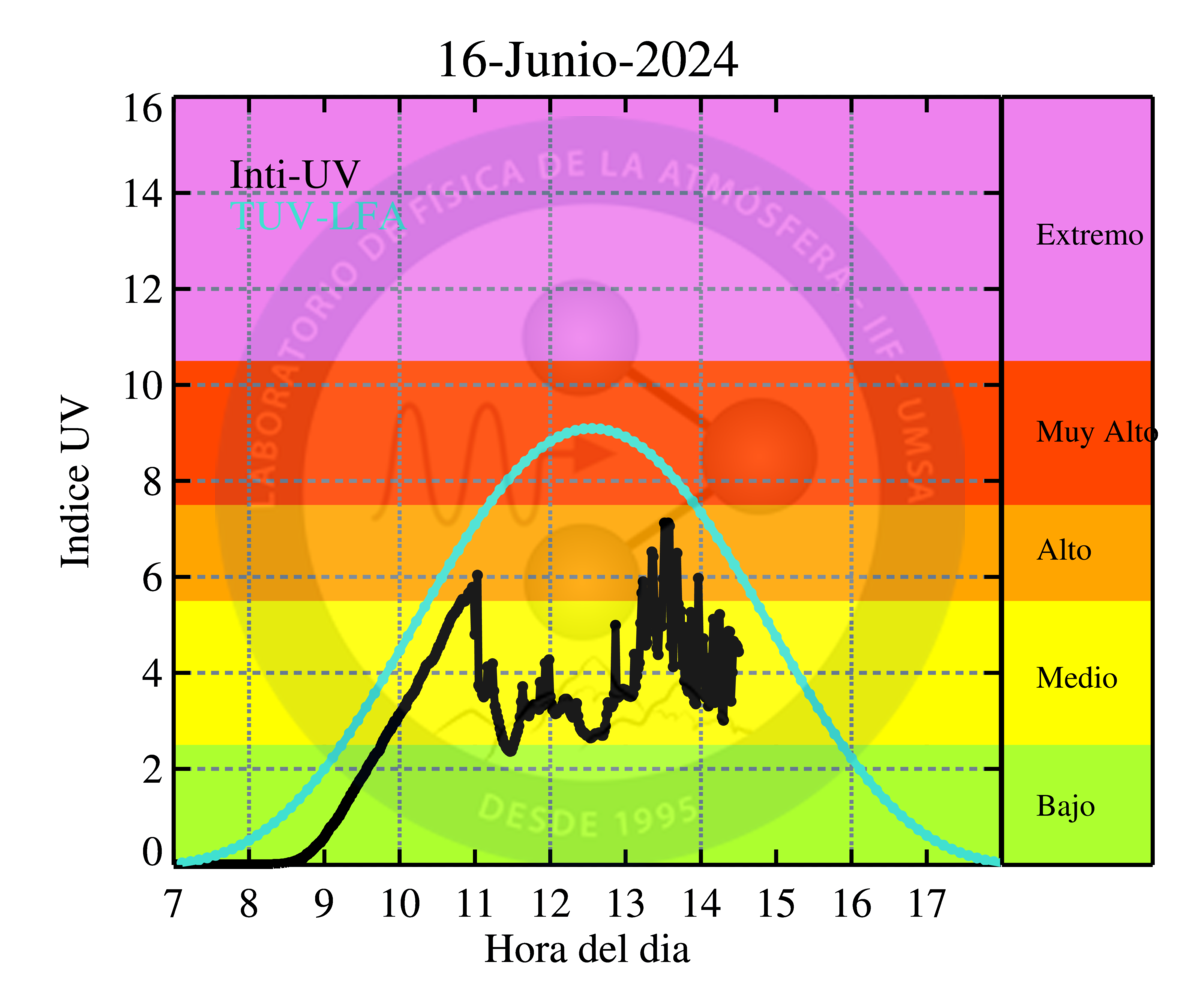 16-Junio-2024
16
14
12
10
8
6
4
2
0
Indice UV
Inti-UV
TUV-LFA
LABORATORIO DE FÍSICA DE LA ATMÓSFERA - IIF - UMSA
DESDE 1995
Extremo
Muy Alto
Alto
Medio
Bajo
7 8 9 10 11 12 13 14 15 16 17
Hora del dia